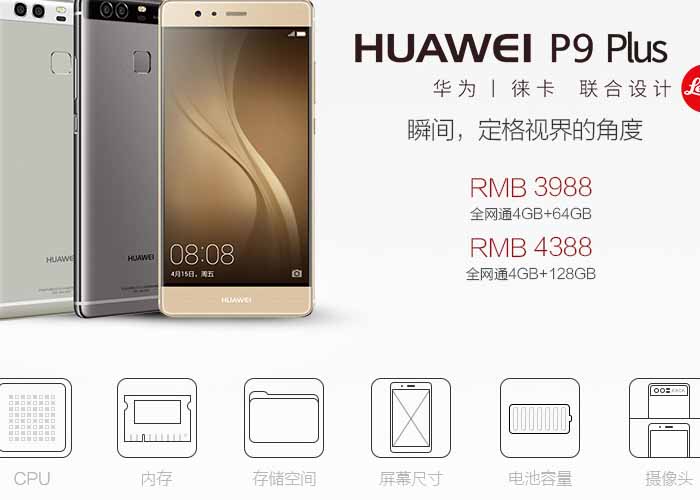 HUAWEI P9 Plus
华为 | 徕卡 联合设计
瞬间，定格视界的角度
RMB 3988
全网通4GB+64GB
RMB 4388
全网通4GB+128GB
08:08
4月15日，周五
HUAWEI
HUAWEI
HUAWEI
CPU
内存
存储空间
屏幕尺寸
电池容量
摄像头